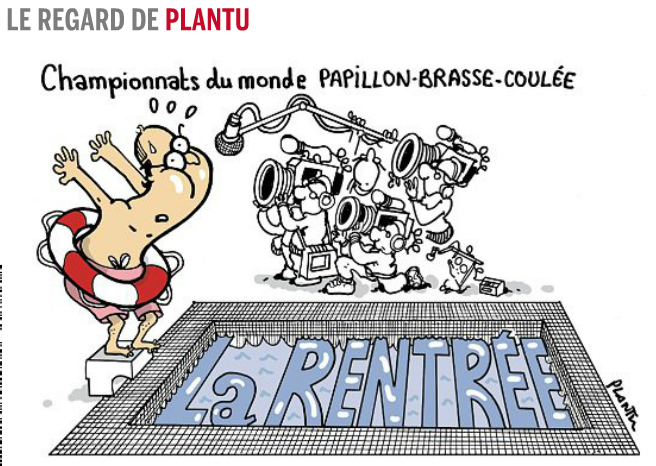 LE REGARD DE PLANTU
Championnats du monde PAPILLON-BRASSE-COULÉE
La RENTRÉE
PLANTU